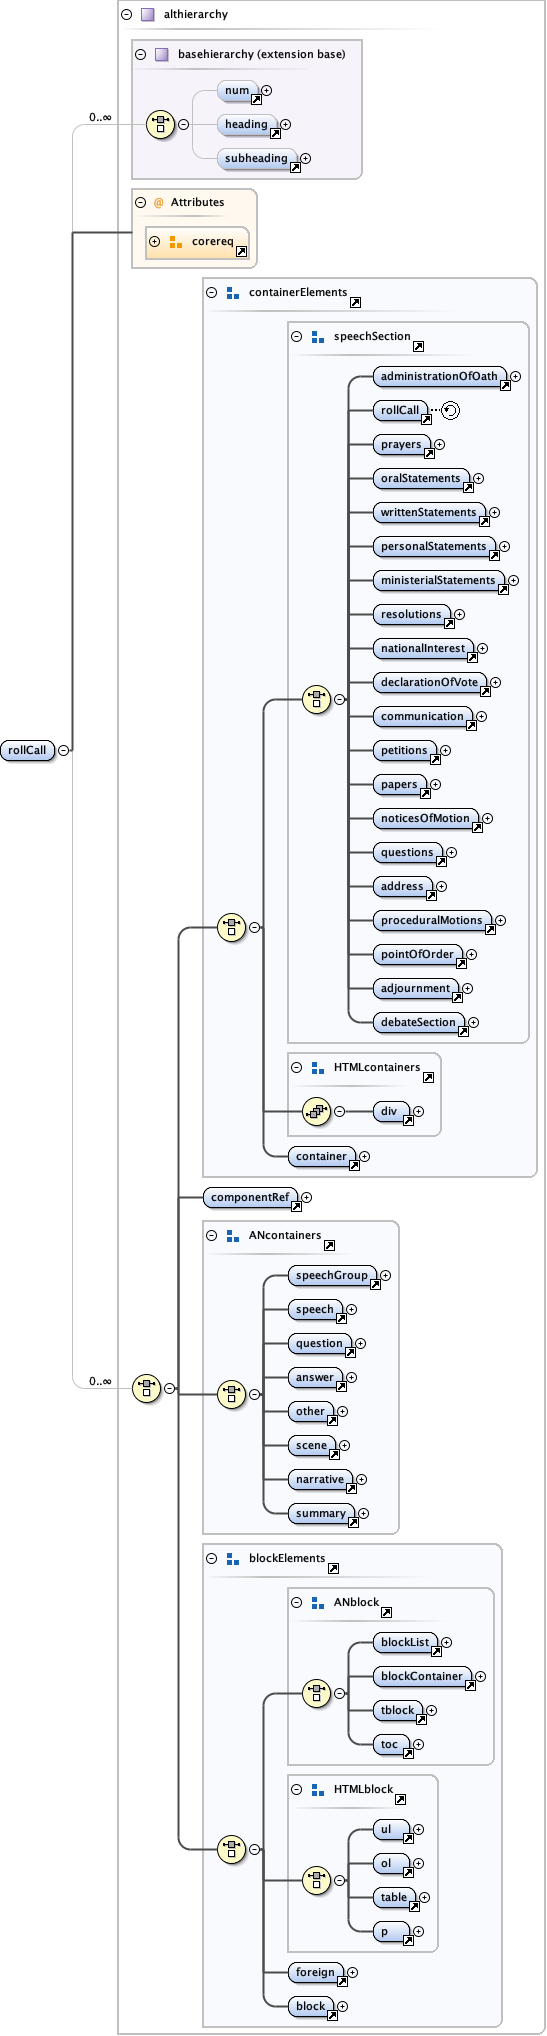 althierarchy
basehierarchy (extension base)
num
0..∞
heading
subheading
@ Attributes
corereq
containerElements
speechSection
administrationOfOath
rollCall
prayers
oralStatements
writtenStatements
personalStatements
ministerialStatements
resolutions
nationalInterest
declarationOfVote
communication
rollCall
petitions
papers
noticesOfMotion
questions
address
proceduralMotions
pointOfOrder
adjournment
debateSection
HTMLcontainers
div
container
componentRef
ANcontainers
speechGroup
speech
question
answer
0..∞
other
scene
narrative
summary
blockElements
ANblock
blockList
blockContainer
tblock
toc
HTMLblock
ul
ol
table
p
foreign
block